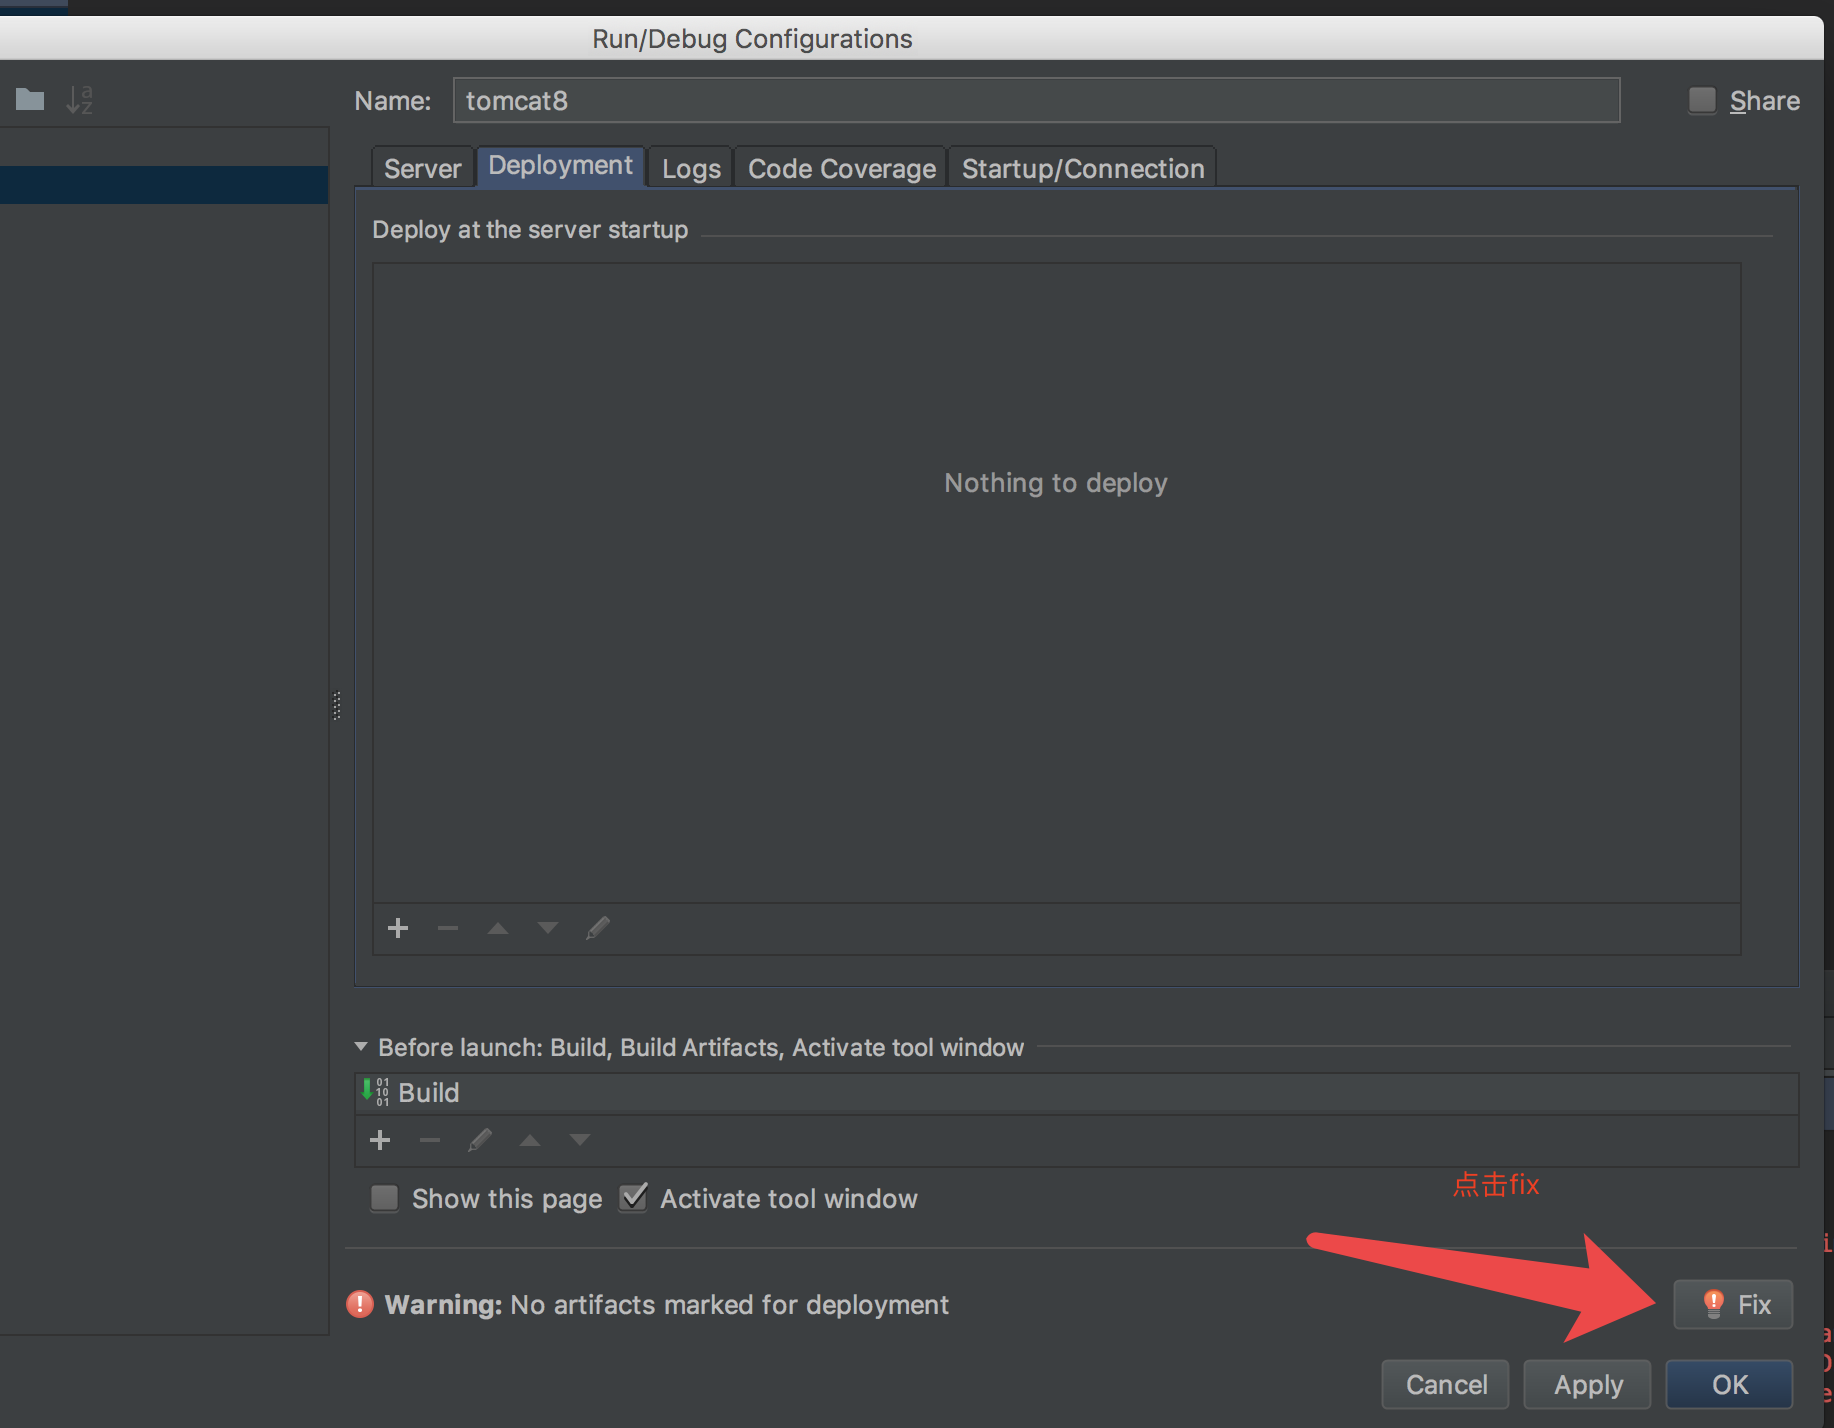 Run/Debug Configurations
Name: tomcat8 Share
Server Deployment Logs Code Coverage Startup/Connection
Deploy at the server startup
Nothing to deploy
Before launch: Build, Build Artifacts, Activate tool window
Build
Show this page Activate tool window
点击fix
Warning: No artifacts marked for deployment Fix
Cancel Apply OK